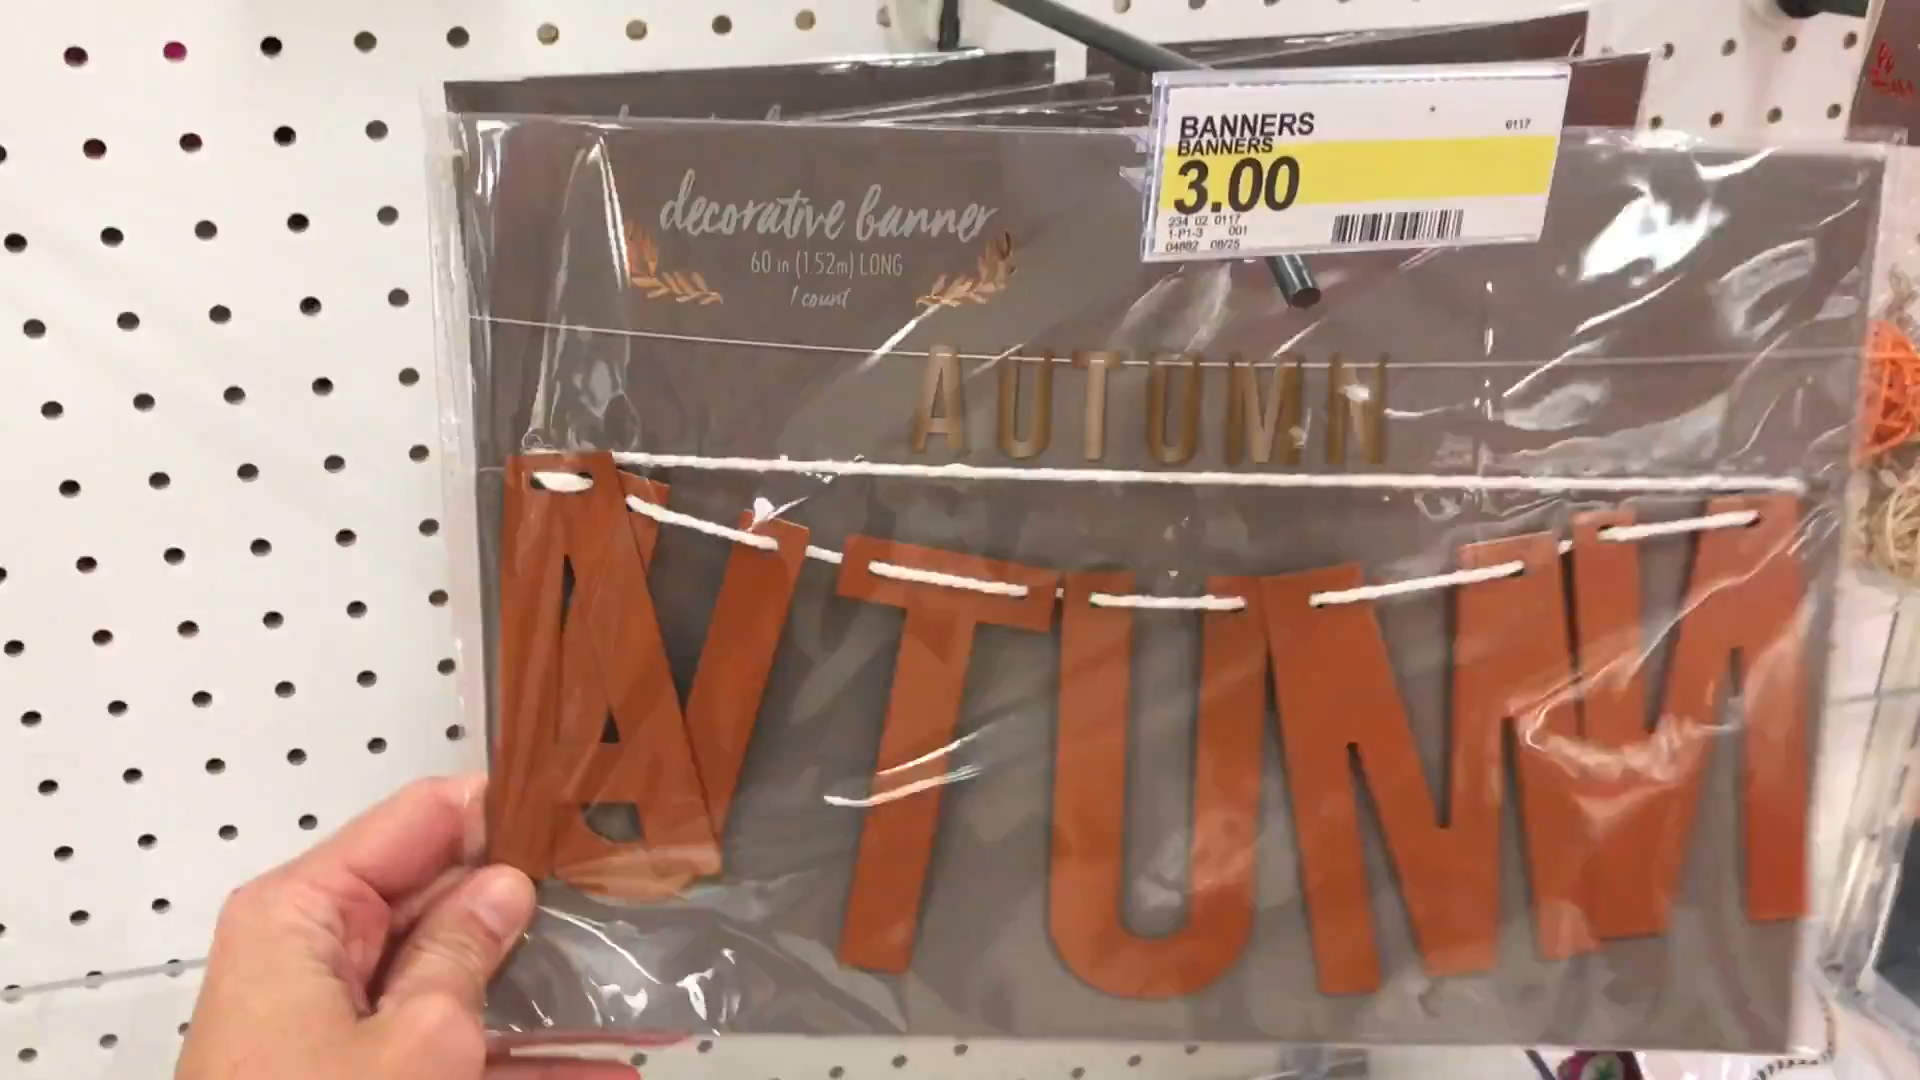 BANNERS
0117
BANNERS
3.00
234 02 0117
1-P1-3 001
04882 08/25
decorative banner
60 in (1.52m) LONG
1 count
AUTUMN
AUTUMN